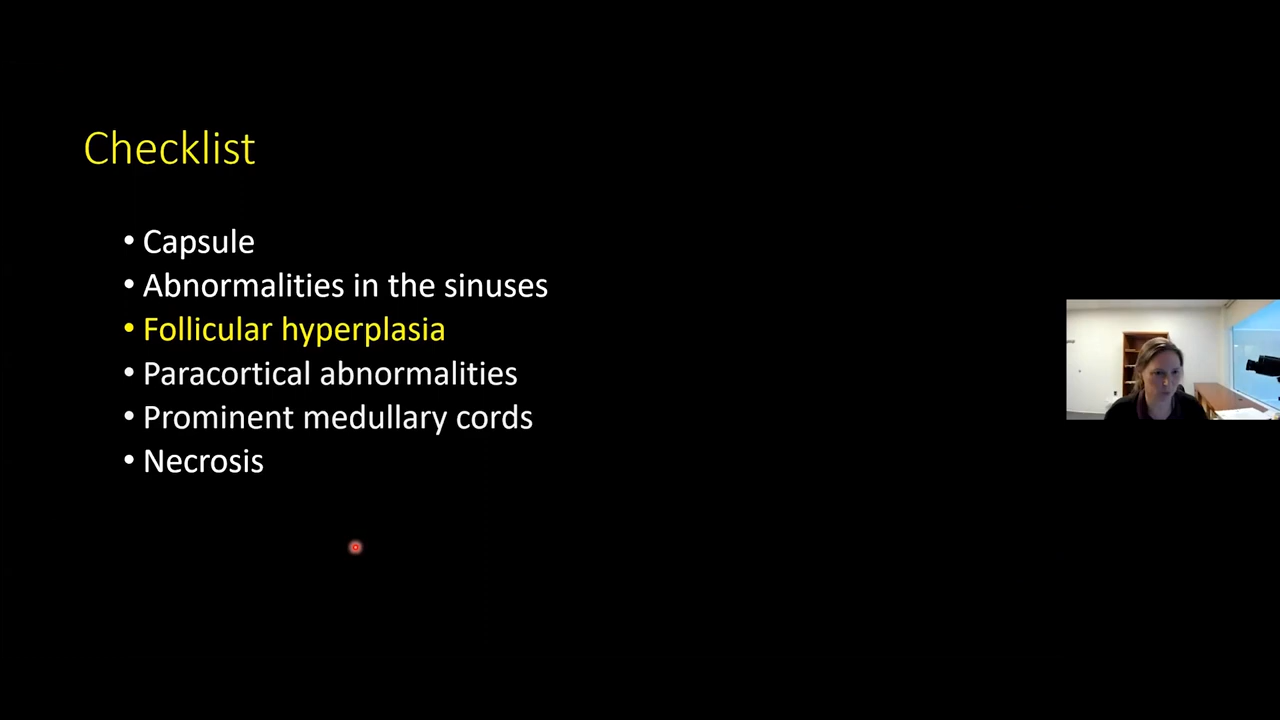 Checklist
• Capsule
• Abnormalities in the sinuses
• Follicular hyperplasia
• Paracortical abnormalities
• Prominent medullary cords
• Necrosis